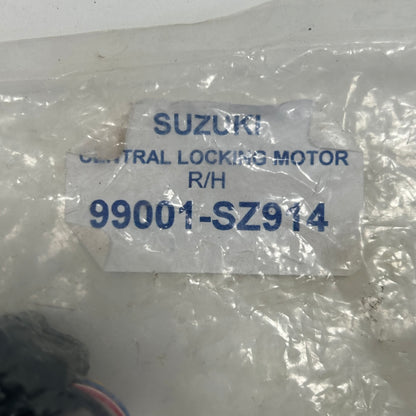 SUZUKI
CENTRAL LOCKING MOTOR
R/H
99001-SZ914